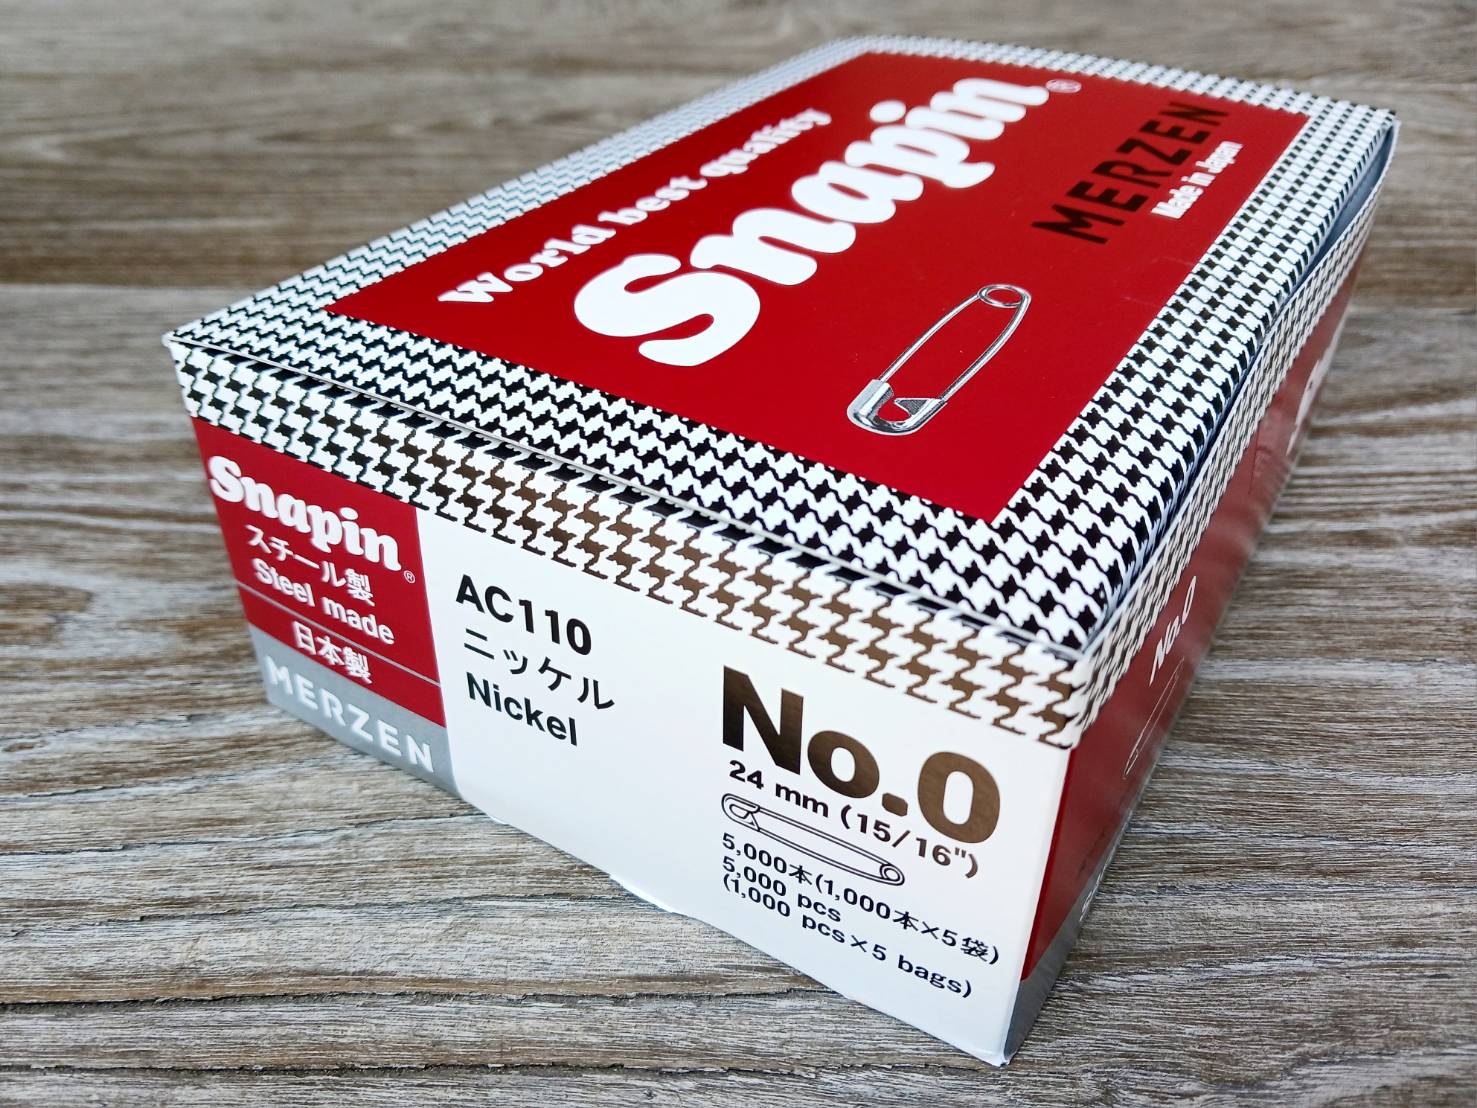 World best quality
Snapin®
MERZEN
Made in Japan
Snapin®
スチール製
Steel made
日本製
MERZEN
AC110
ニッケル
Nickel
No.0
24 mm (15/16")
5,000本(1,000本×5袋)
5,000 pcs
(1,000 pcs×5 bags)
No.0